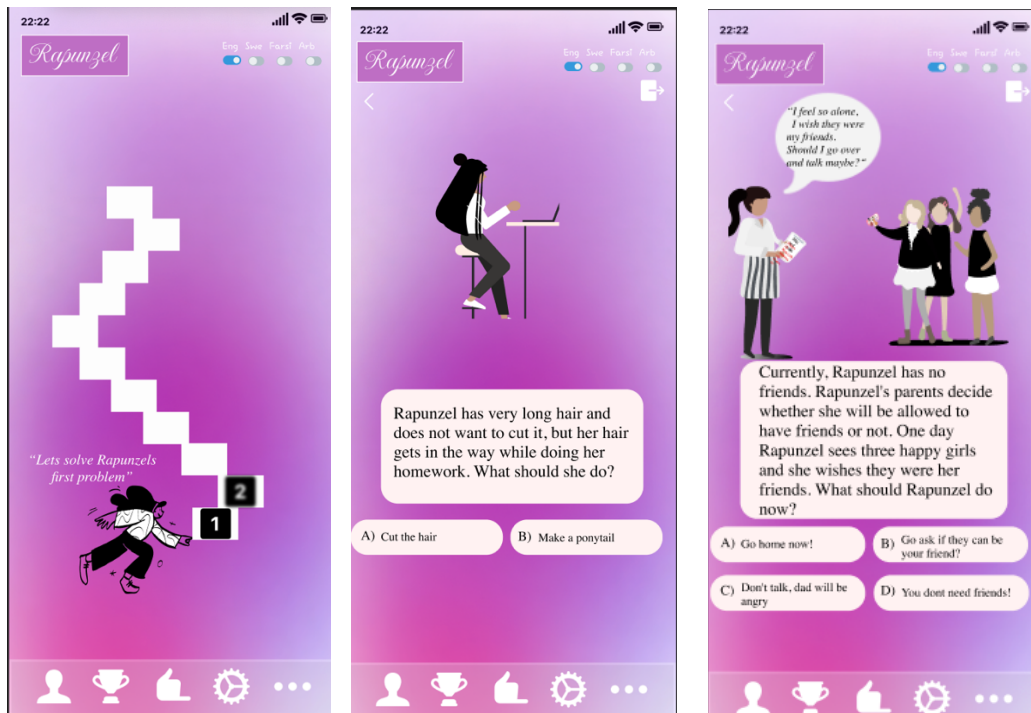 22:22
Rapunzel
Eng Swe Farsi Arb
2
"Lets solve Rapunzels
first problem"
1
22:22
Rapunzel
Eng Swe Farsi Arb
Rapunzel has very long hair and
does not want to cut it, but her hair
gets in the way while doing her
homework. What should she do?
A) Cut the hair
B) Make a ponytail
22:22
Rapunzel
Eng Swe Farsi Arb
"I feel so alone,
I wish they were
my friends.
Should I go over
and talk maybe?"
Currently, Rapunzel has no
friends. Rapunzel's parents decide
whether she will be allowed to
have friends or not. One day
Rapunzel sees three happy girls
and she wishes they were her
friends. What should Rapunzel do
now?
A) Go home now!
B) Go ask if they can be
your friend?
C) Don't talk, dad will be
angry
D) You dont need friends!